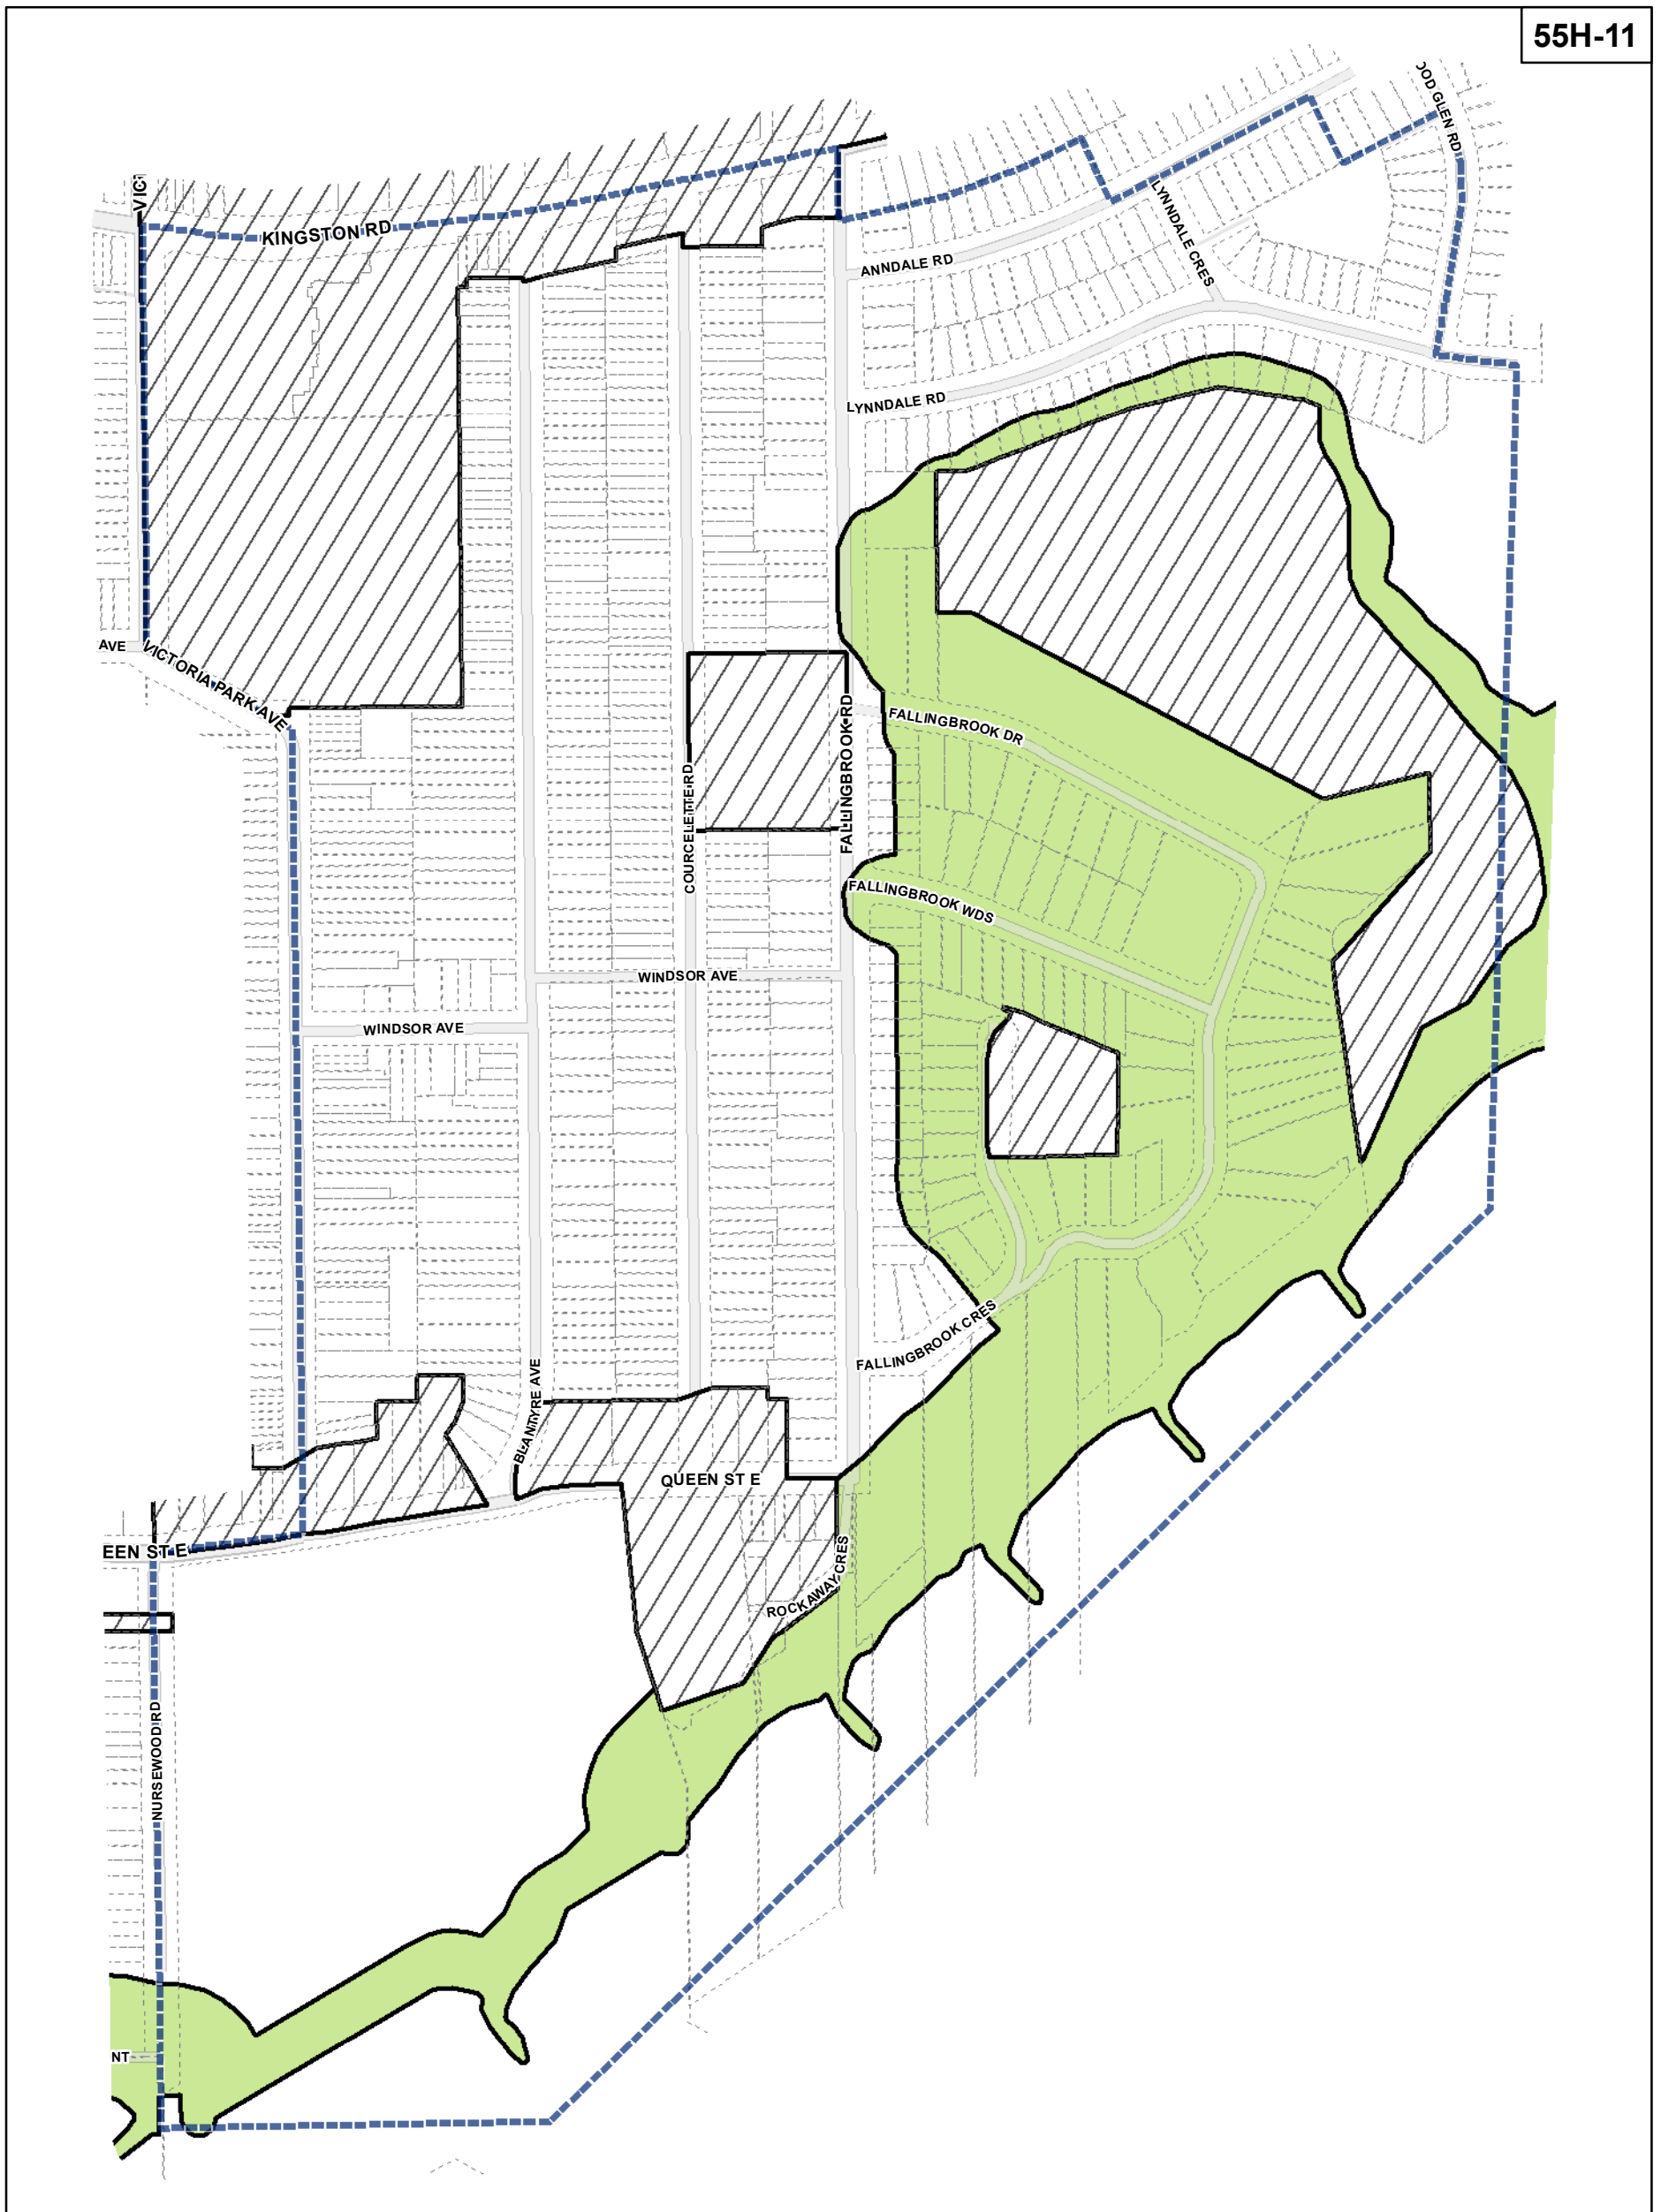 55H-11
OOD GLEN RD
VIC
KINGSTON RD
LYNNDALE CRES
ANNDALE RD
LYNNDALE RD
AVE
VICTORIA PARK AVE
FALLINGBROOK RD
FALLINGBROOK DR
COURCELETTE RD
FALLINGBROOK WDS
WINDSOR AVE
WINDSOR AVE
FALLINGBROOK CRES
BLANTYRE AVE
QUEEN ST E
EEN ST E
ROCKAWAY CRES
NURSEWOOD RD
NT